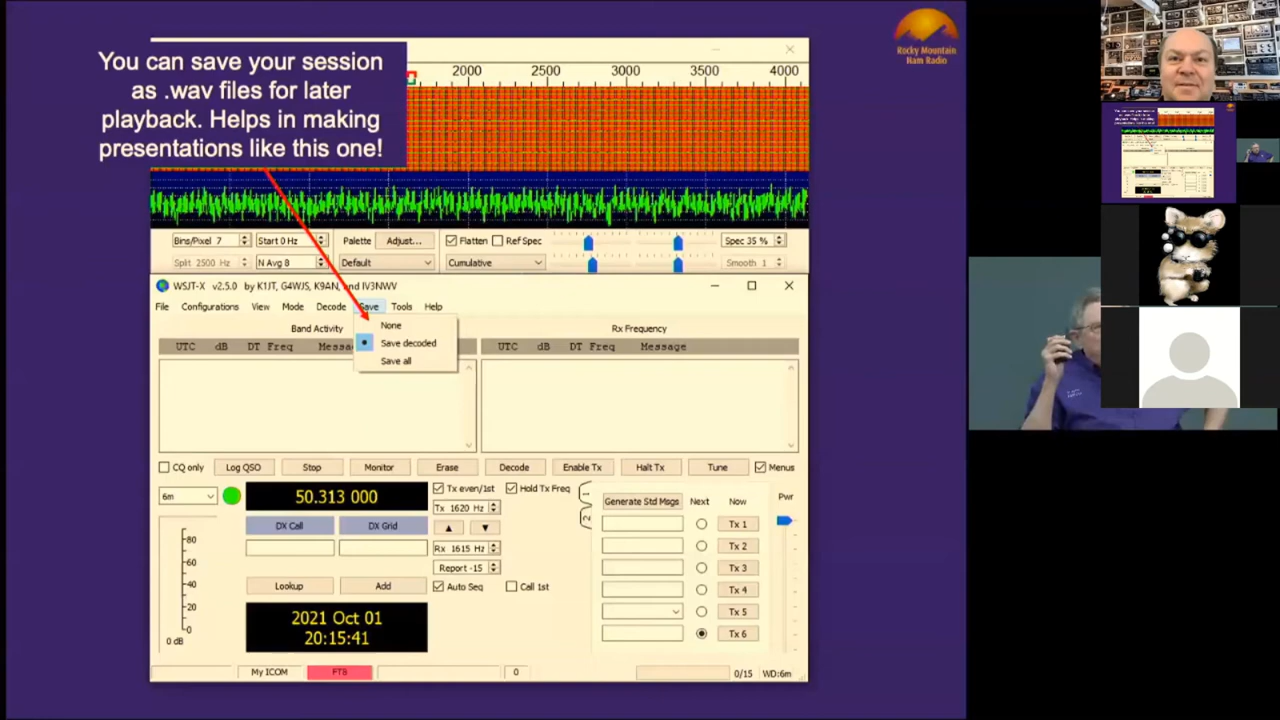 You can save your session
as .wav files for later
playback. Helps in making
presentations like this one!
Rocky Mountain
Ham Radio
2000 2500 3000 3500 4000
Bins/Pixel 7 Start 0 Hz Palette Adjust... Flatten Ref Spec Spec 35 %
Split 2500 Hz N Avg 8 Default Cumulative Smooth 1
WSJT-X v2.5.0 by K1JT, G4WJS, K9AN, and IV3NWV
File Configurations View Mode Decode Save Tools Help
None
Save decoded
Save all
Band Activity Rx Frequency
UTC dB DT Freq UTC dB DT Freq Message
CQ only Log QSO Stop Monitor Erase Decode Enable Tx Halt Tx Tune Menus
6m 50.313 000 Tx even/1st Hold Tx Freq
Tx 1620 Hz
DX Call DX Grid
Rx 1615 Hz
Report -15
Lookup Add Auto Seq Call 1st
2021 Oct 01
20:15:41
1
2
Generate Std Msgs Next Now Pwr
Tx 1
Tx 2
Tx 3
Tx 4
Tx 5
Tx 6
80
60
40
20
0
0 dB
My ICOM FT8 0 0/15 WD:6m